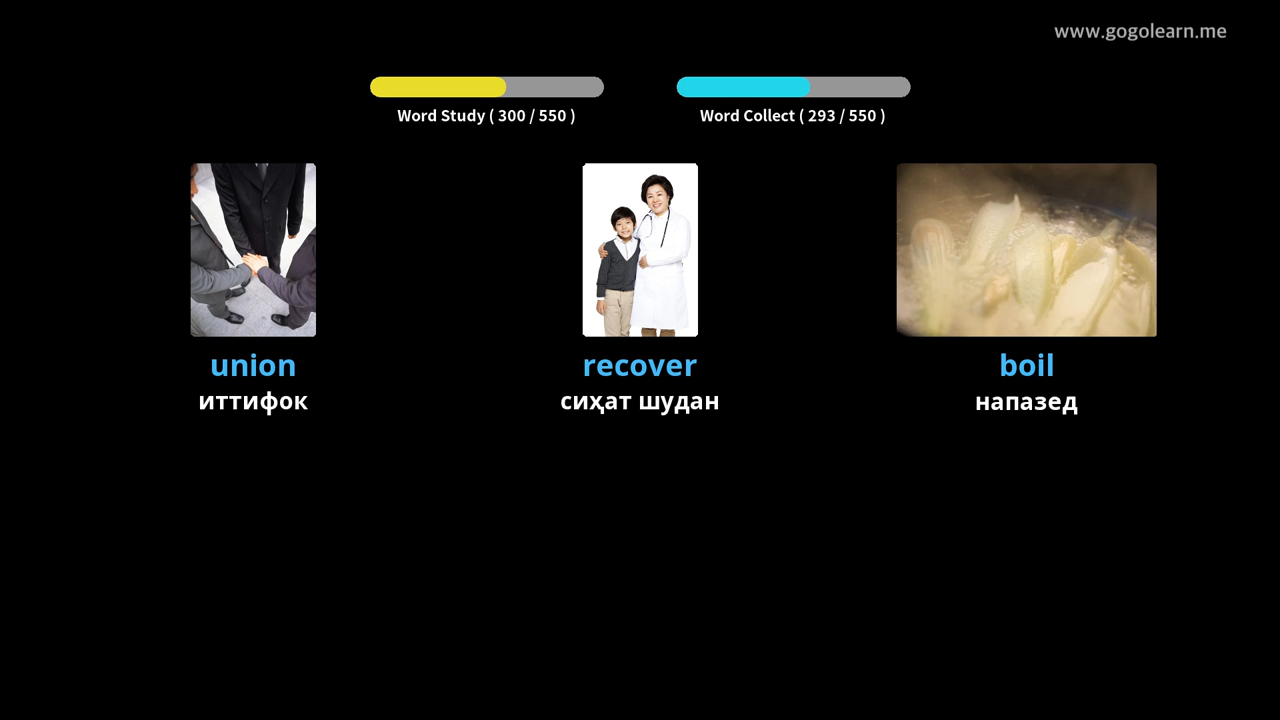 www.gogolearn.me
Word Study ( 300 / 550 )
Word Collect ( 293 / 550 )
union
иттифок
recover
сиҳат шудан
boil
напазед